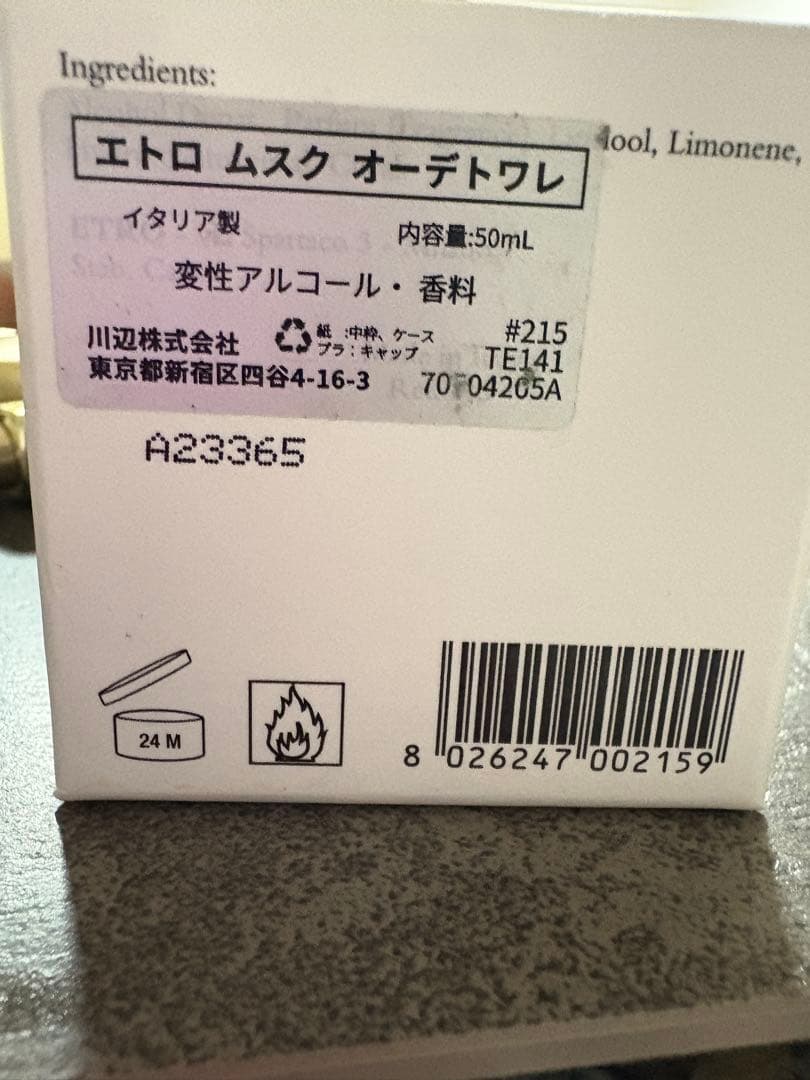 Ingredients:
Limonene,
エトロ ムスク オーデトワレ
イタリア製
内容量:50mL
変性アルコール・香料
川辺株式会社
紙 :中枠、ケース
プラ:キャップ
#215
TE141
東京都新宿区四谷4-16-3
A23365
24 M
8 026247 002159